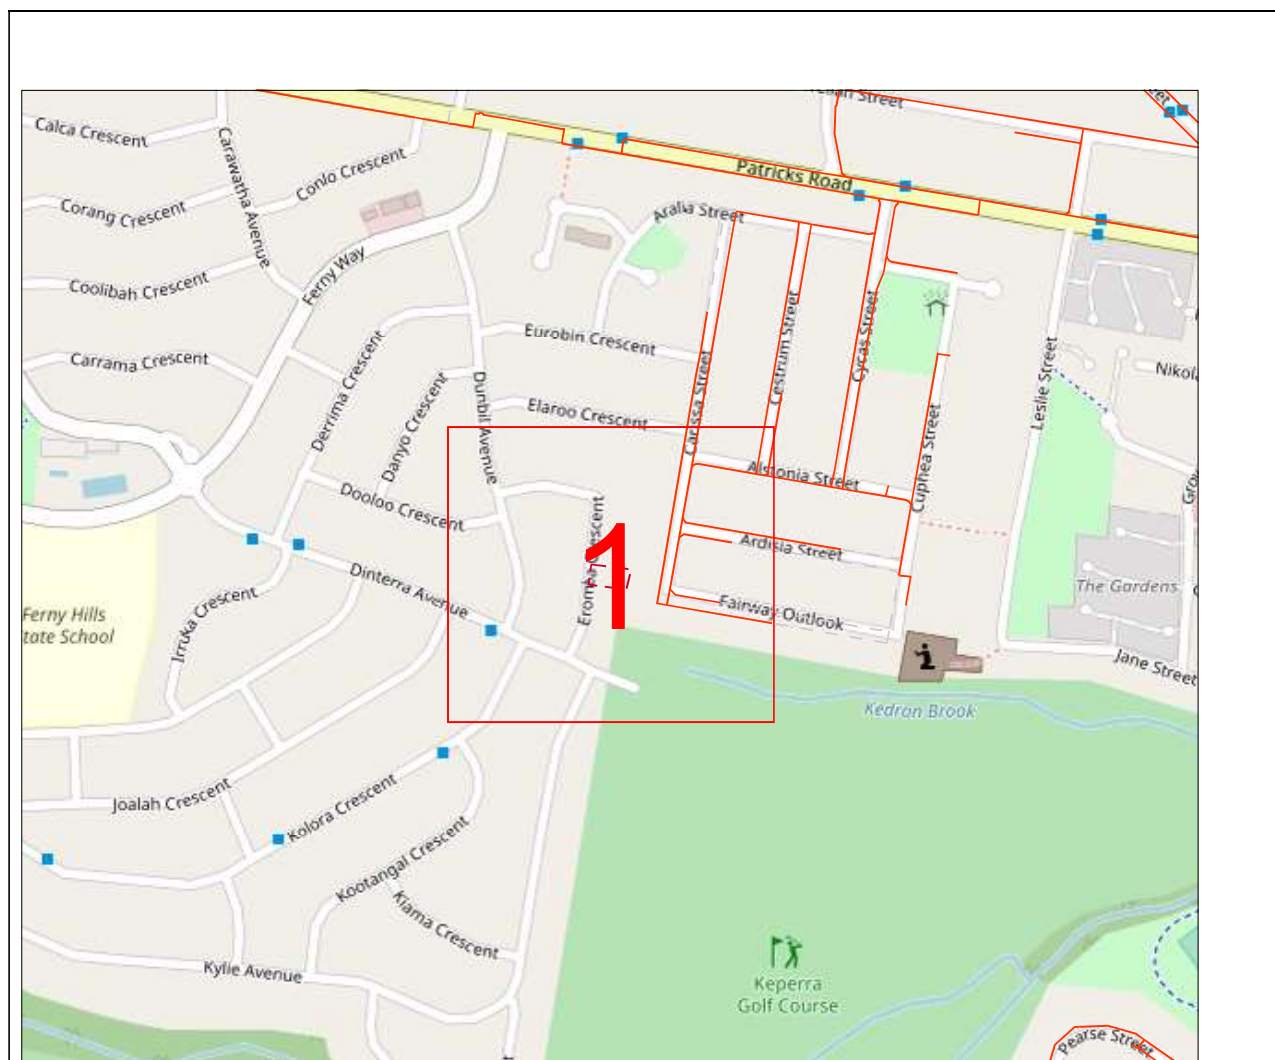 Street
Patricks Road
Calca Crescent
Carawatha Avenue
Conlo Crescent
Corang Crescent
Aralia Street
Ferny Way
Coolibah Crescent
Eurobin Crescent
Cestrum Street
Cycas Street
Leslie Street
Carrama Crescent
Derrima Crescent
Danyo Crescent
Dunbil Avenue
Elaroo Crescent
Carissa Street
Cuphea Street
Alstonia Street
Dooloo Crescent
Eromba Crescent
1
Ardisia Street
Dinterra Avenue
Fairway Outlook
The Gardens
Irruka Crescent
Ferny Hills
tate School
Jane Street
Kedron Brook
Joalah Crescent
Kolora Crescent
Kootangal Crescent
Kiama Crescent
Kylie Avenue
Keperra
Golf Course
Pearse Street